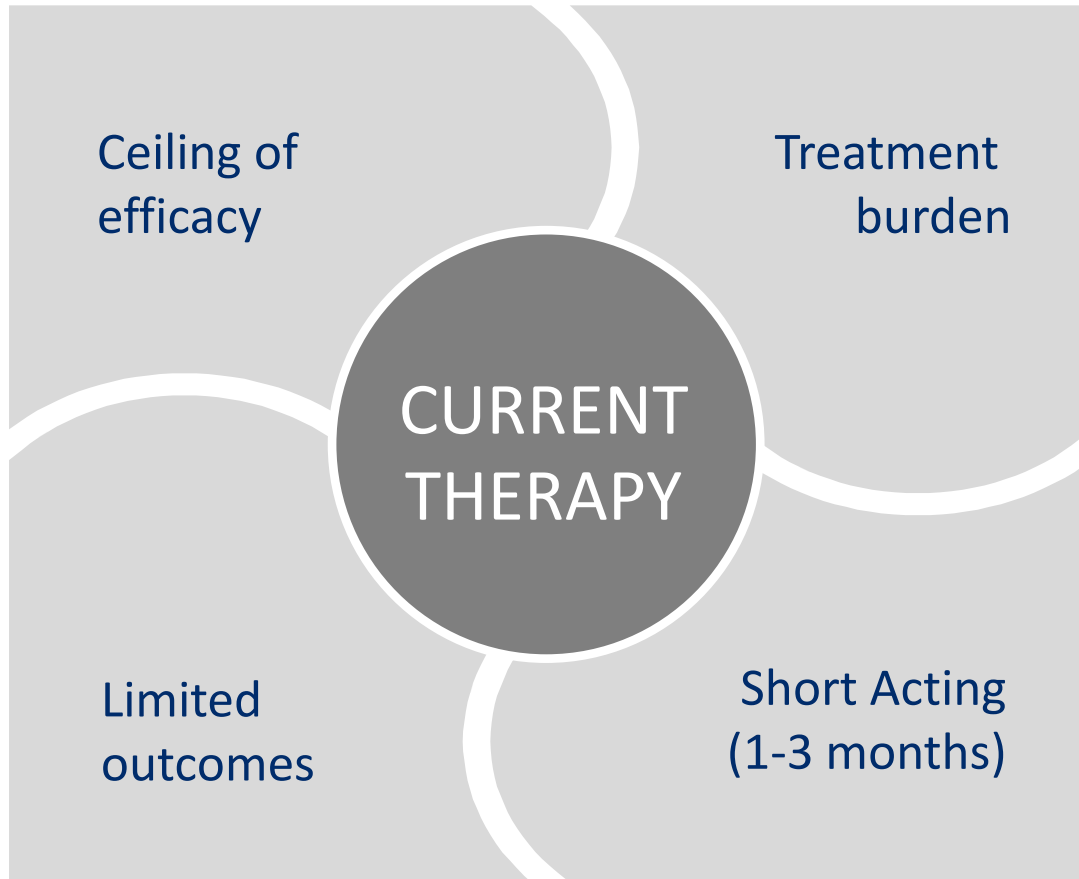 Ceiling of
efficacy
Treatment
burden
CURRENT
THERAPY
Limited
outcomes
Short Acting
(1-3 months)